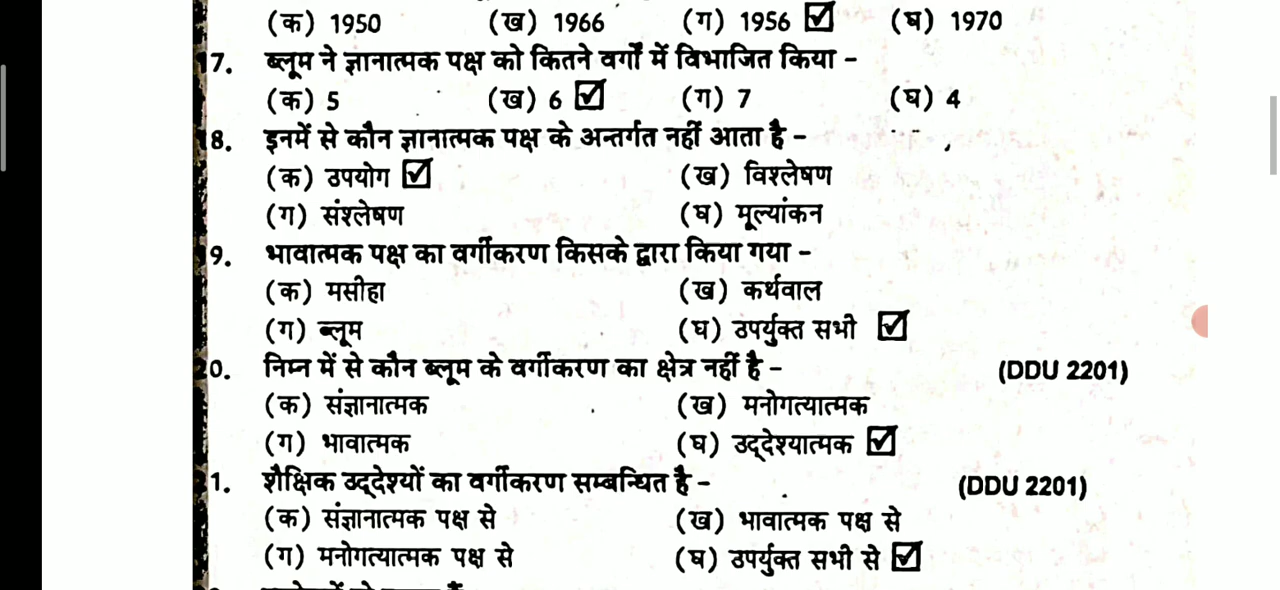 (क) 1950 (ख) 1966 (ग) 1956 ☑ (घ) 1970
7. ब्लूम ने ज्ञानात्मक पक्ष को कितने वर्गों में विभाजित किया -
(क) 5 (ख) 6 ☑ (ग) 7 (घ) 4
8. इनमें से कौन ज्ञानात्मक पक्ष के अन्तर्गत नहीं आता है -
(क) उपयोग ☑ (ख) विश्लेषण
(ग) संश्लेषण (घ) मूल्यांकन
9. भावात्मक पक्ष का वर्गीकरण किसके द्वारा किया गया -
(क) मसीहा (ख) कर्थवाल
(ग) ब्लूम (घ) उपर्युक्त सभी ☑
20. निम्न में से कौन ब्लूम के वर्गीकरण का क्षेत्र नहीं है - (DDU 2201)
(क) संज्ञानात्मक (ख) मनोगत्यात्मक
(ग) भावात्मक (घ) उद्देश्यात्मक ☑
21. शैक्षिक उद्देश्यों का वर्गीकरण सम्बन्धित है - (DDU 2201)
(क) संज्ञानात्मक पक्ष से (ख) भावात्मक पक्ष से
(ग) मनोगत्यात्मक पक्ष से (घ) उपर्युक्त सभी से ☑